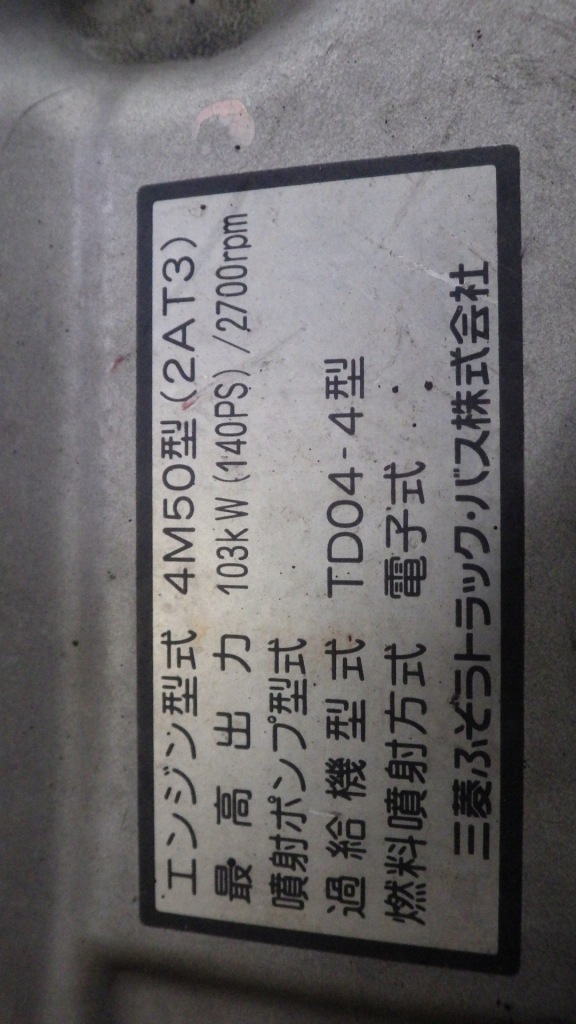 エンジン型式 4M50型(2AT3)
最高出力 103kW(140PS)/2700rpm
噴射ポンプ型式
過給機型式 TD04-4型
燃料噴射方式 電子式
三菱ふそうトラック・バス株式会社